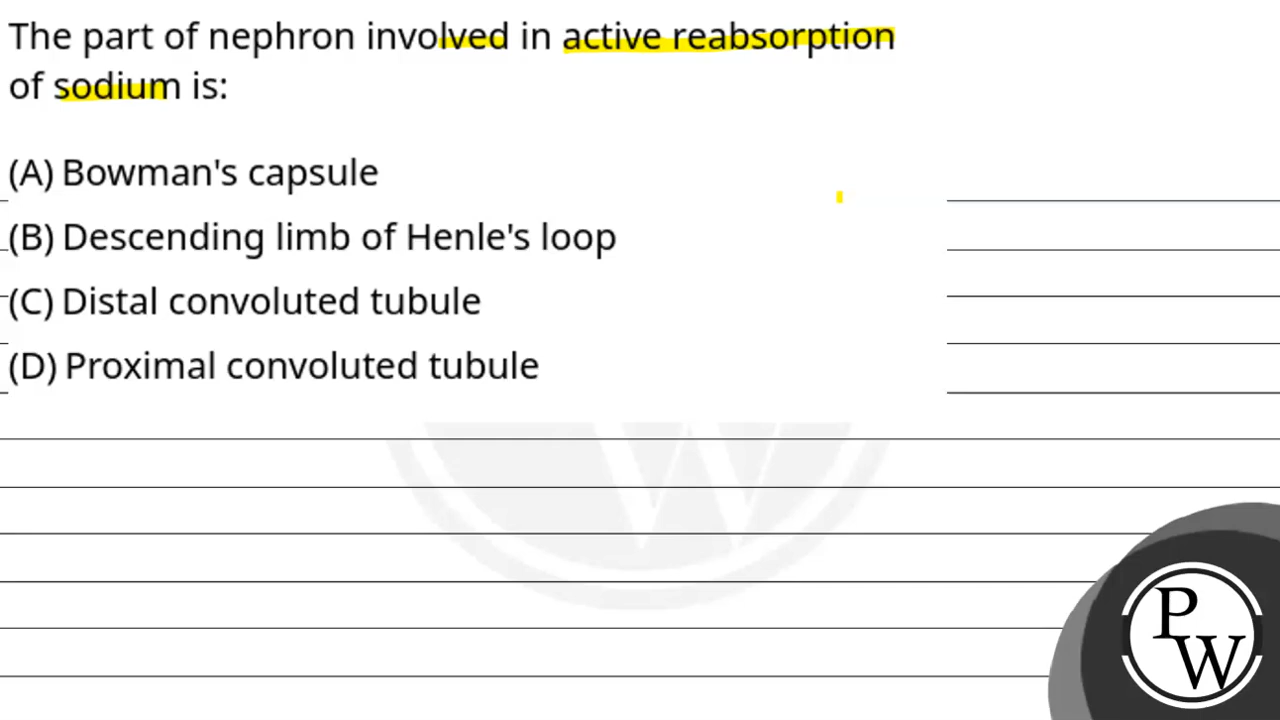 The part of nephron involved in active reabsorption
of sodium is:
(A) Bowman's capsule
(B) Descending limb of Henle's loop
(C) Distal convoluted tubule
(D) Proximal convoluted tubule
W
P
W